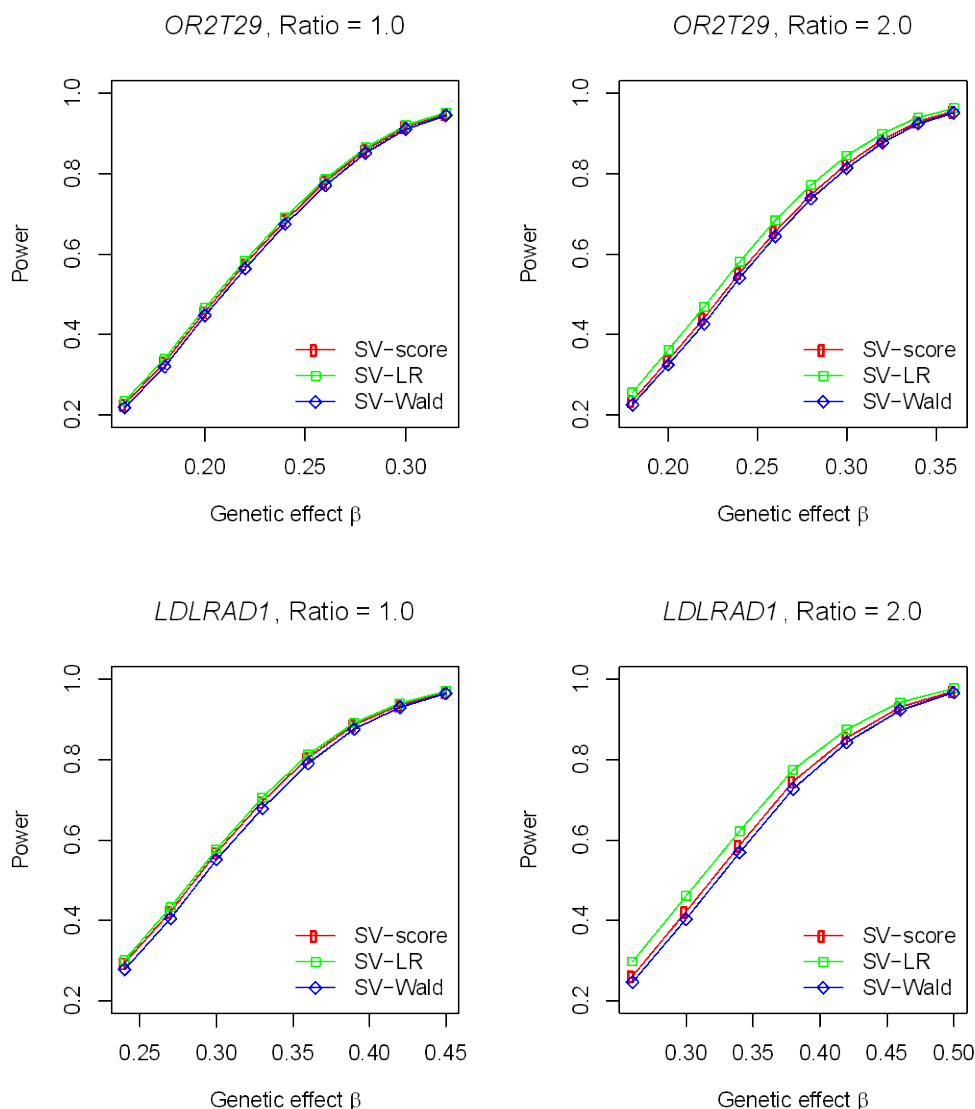 OR2T29, Ratio = 1.0
Power
1.0
0.8
0.6
0.4
0.2
SV−score
SV−LR
SV−Wald
0.20 0.25 0.30
Genetic effect β
OR2T29, Ratio = 2.0
Power
1.0
0.8
0.6
0.4
0.2
SV−score
SV−LR
SV−Wald
0.20 0.25 0.30 0.35
Genetic effect β
LDLRAD1, Ratio = 1.0
Power
1.0
0.8
0.6
0.4
0.2
SV−score
SV−LR
SV−Wald
0.25 0.30 0.35 0.40 0.45
Genetic effect β
LDLRAD1, Ratio = 2.0
Power
1.0
0.8
0.6
0.4
0.2
SV−score
SV−LR
SV−Wald
0.30 0.35 0.40 0.45 0.50
Genetic effect β